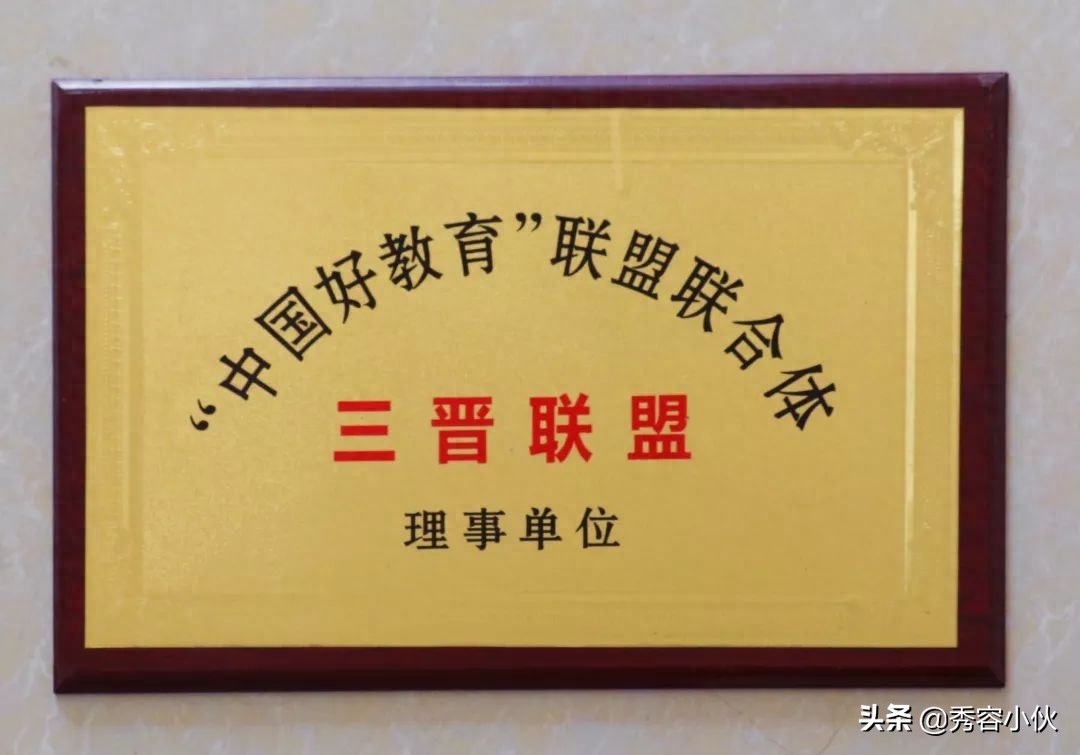 “中国好教育”联盟联合体
三晋联盟
理事单位
头条 @秀容小伙